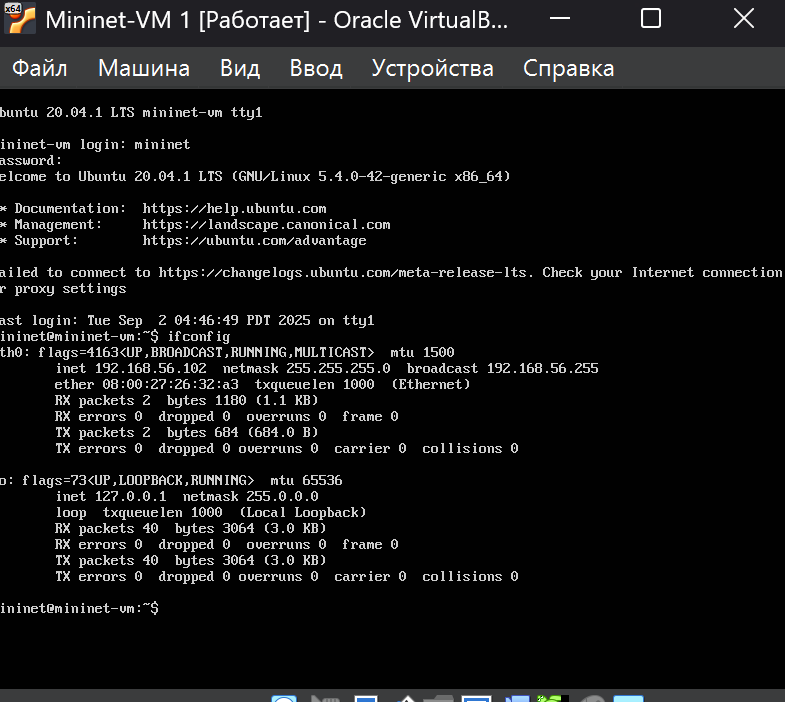 x64 Mininet-VM 1 [Работает] - Oracle VirtualB...
Файл Машина Вид Ввод Устройства Справка
buntu 20.04.1 LTS mininet-vm tty1
ininet-vm login: mininet
assword:
elcome to Ubuntu 20.04.1 LTS (GNU/Linux 5.4.0-42-generic x86_64)
* Documentation:  https://help.ubuntu.com
* Management:     https://landscape.canonical.com
* Support:        https://ubuntu.com/advantage
ailed to connect to https://changelogs.ubuntu.com/meta-release-lts. Check your Internet connection
r proxy settings
ast login: Tue Sep  2 04:46:49 PDT 2025 on tty1
ininet@mininet-vm:~$ ifconfig
th0: flags=4163<UP,BROADCAST,RUNNING,MULTICAST>  mtu 1500
inet 192.168.56.102  netmask 255.255.255.0  broadcast 192.168.56.255
ether 08:00:27:26:32:a3  txqueuelen 1000  (Ethernet)
RX packets 2  bytes 1180 (1.1 KB)
RX errors 0  dropped 0  overruns 0  frame 0
TX packets 2  bytes 684 (684.0 B)
TX errors 0  dropped 0 overruns 0  carrier 0  collisions 0
o: flags=73<UP,LOOPBACK,RUNNING>  mtu 65536
inet 127.0.0.1  netmask 255.0.0.0
loop  txqueuelen 1000  (Local Loopback)
RX packets 40  bytes 3064 (3.0 KB)
RX errors 0  dropped 0  overruns 0  frame 0
TX packets 40  bytes 3064 (3.0 KB)
TX errors 0  dropped 0 overruns 0  carrier 0  collisions 0
ininet@mininet-vm:~$